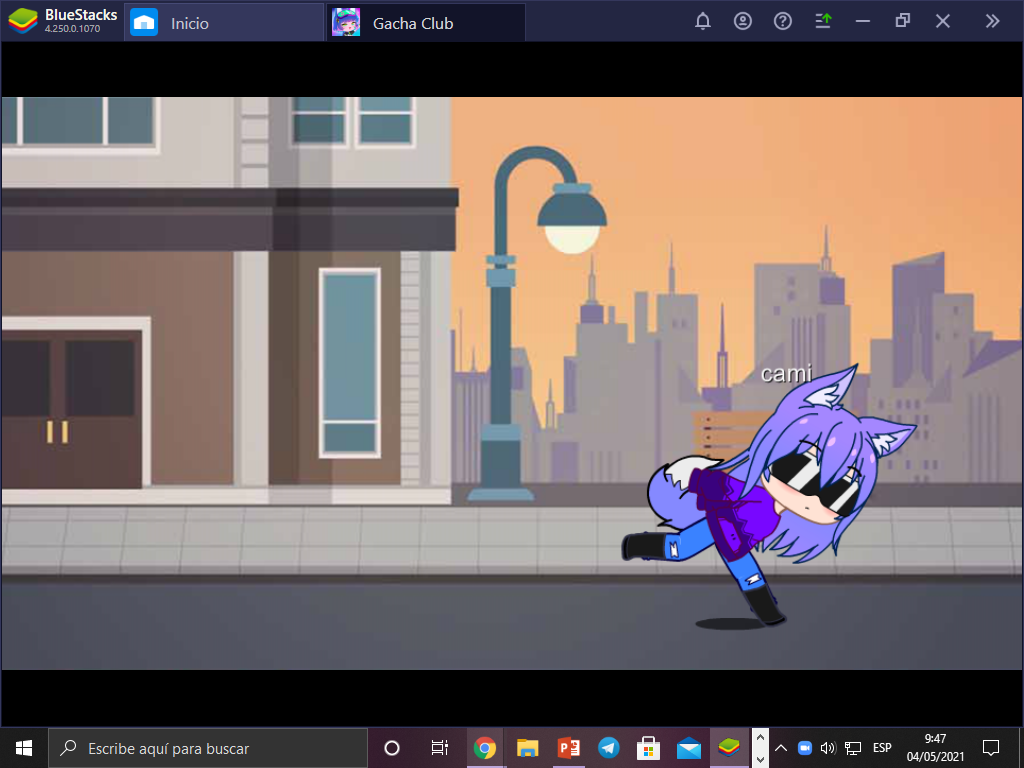 BlueStacks
4.250.0.1070
Inicio
Gacha Club
cami
Escribe aquí para buscar
ESP
9:47
04/05/2021